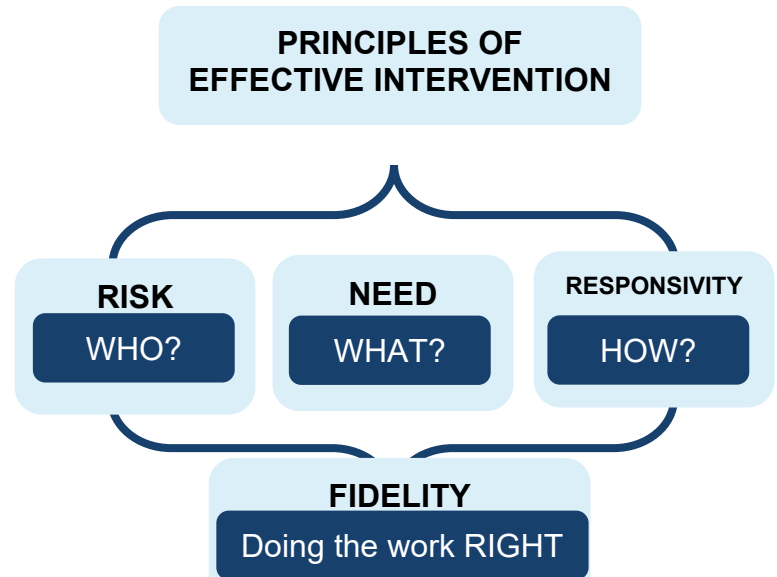 PRINCIPLES OF
EFFECTIVE INTERVENTION
RISK
WHO?
NEED
WHAT?
RESPONSIVITY
HOW?
FIDELITY
Doing the work RIGHT